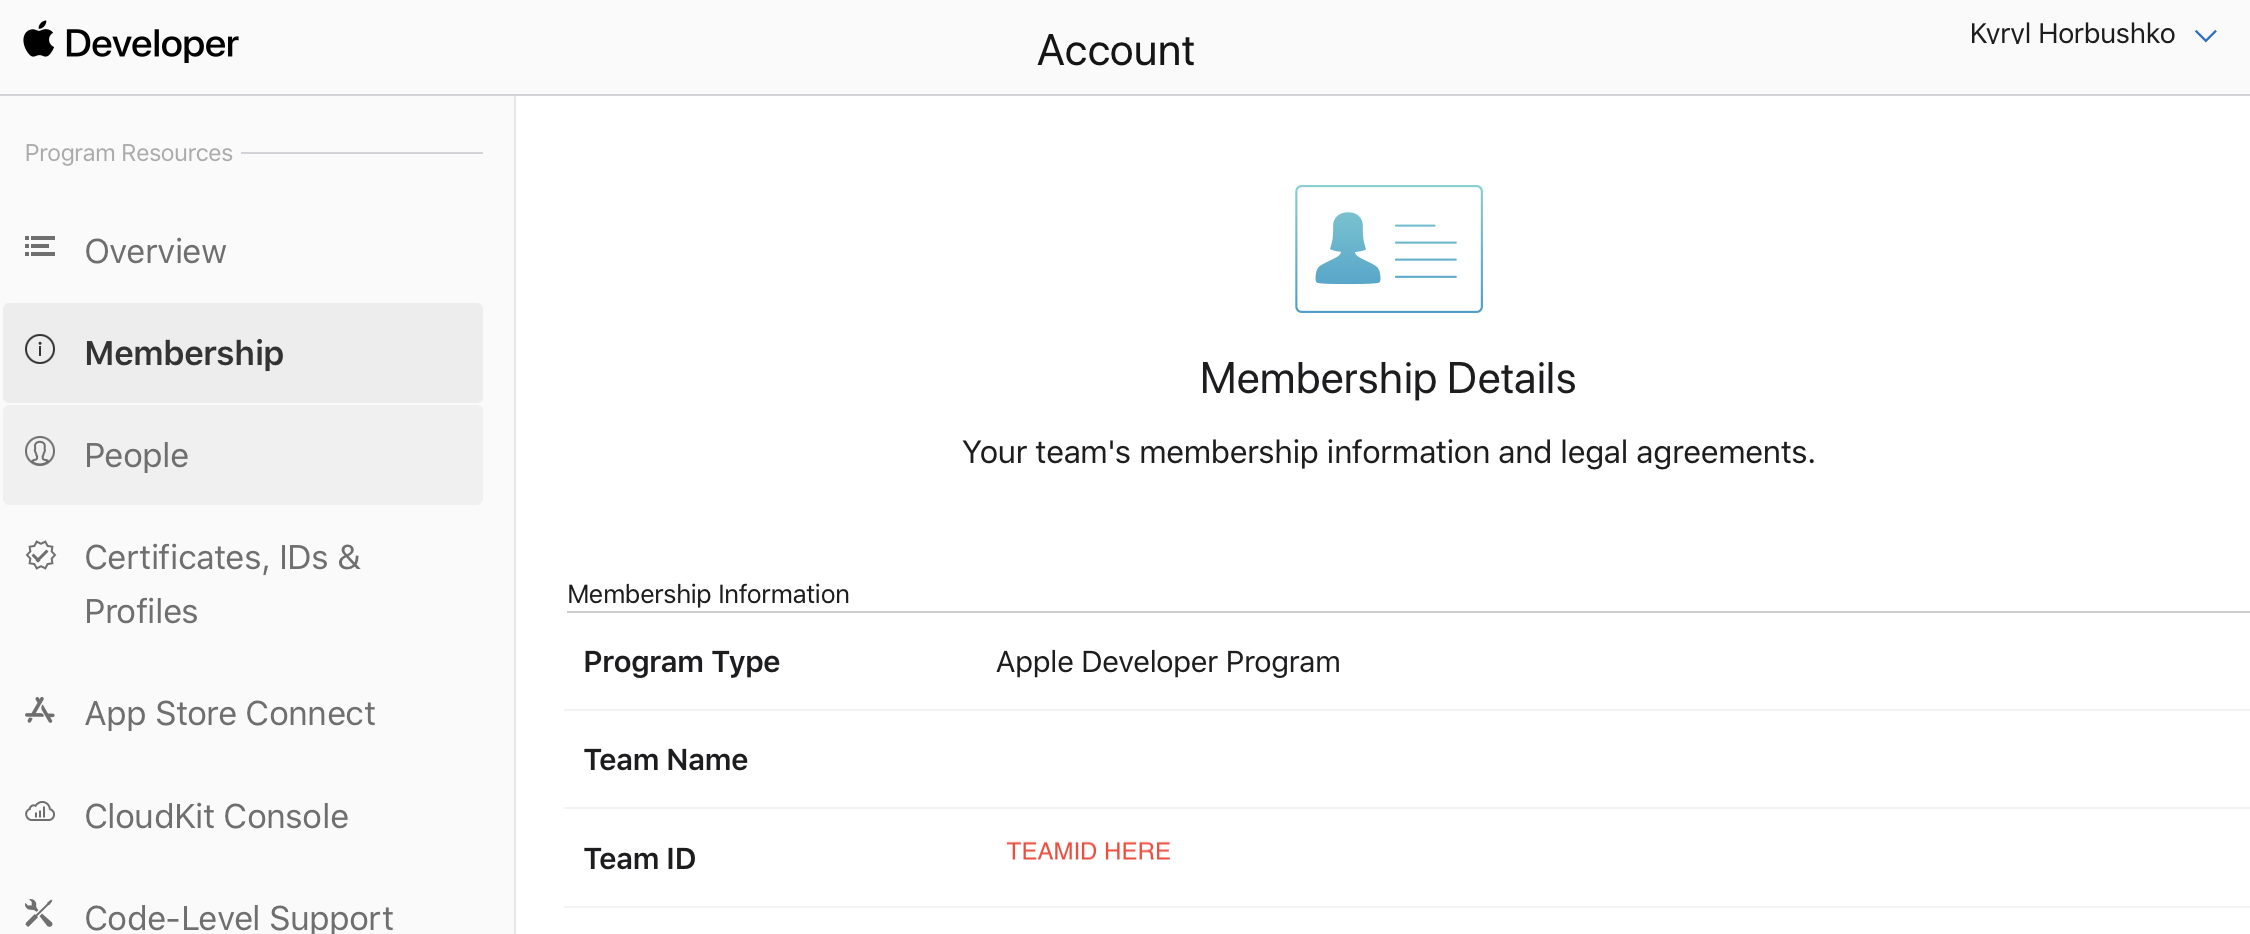 Developer
Account
Kvrvl Horbushko
Program Resources
Overview
Membership
People
Certificates, IDs &
Profiles
App Store Connect
CloudKit Console
Code-Level Support
Membership Details
Your team's membership information and legal agreements.
Membership Information
Program Type Apple Developer Program
Team Name
Team ID TEAMID HERE